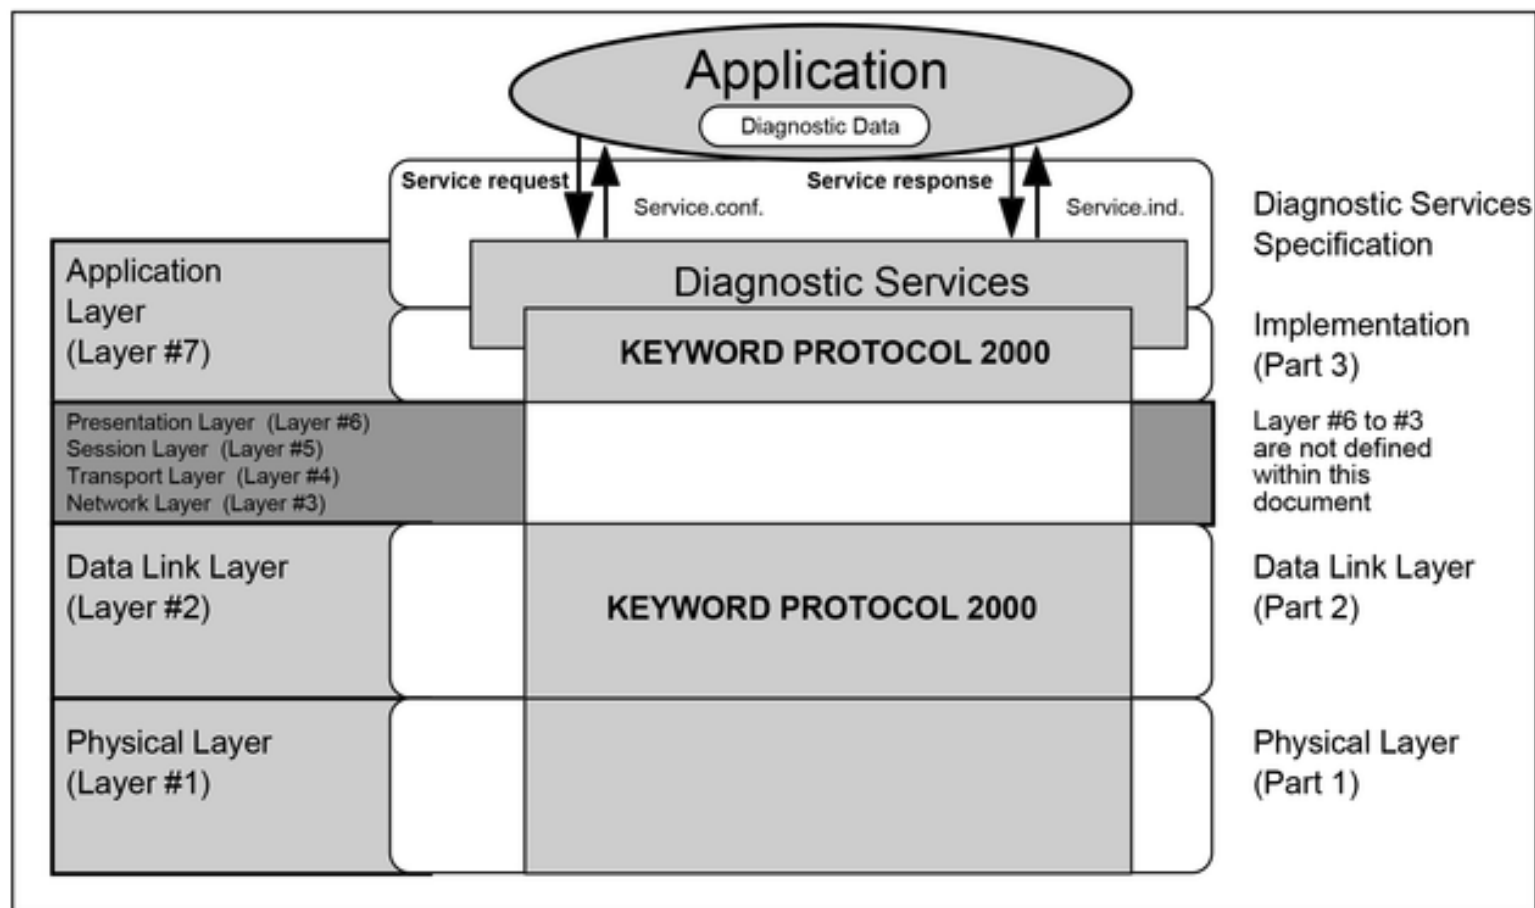 Application
Diagnostic Data
Service request
Service.conf.
Service response
Service.ind.
Diagnostic Services
Specification
Application
Layer
(Layer #7)
Diagnostic Services
KEYWORD PROTOCOL 2000
Implementation
(Part 3)
Presentation Layer (Layer #6)
Session Layer (Layer #5)
Transport Layer (Layer #4)
Network Layer (Layer #3)
Layer #6 to #3
are not defined
within this
document
Data Link Layer
(Layer #2)
KEYWORD PROTOCOL 2000
Data Link Layer
(Part 2)
Physical Layer
(Layer #1)
Physical Layer
(Part 1)